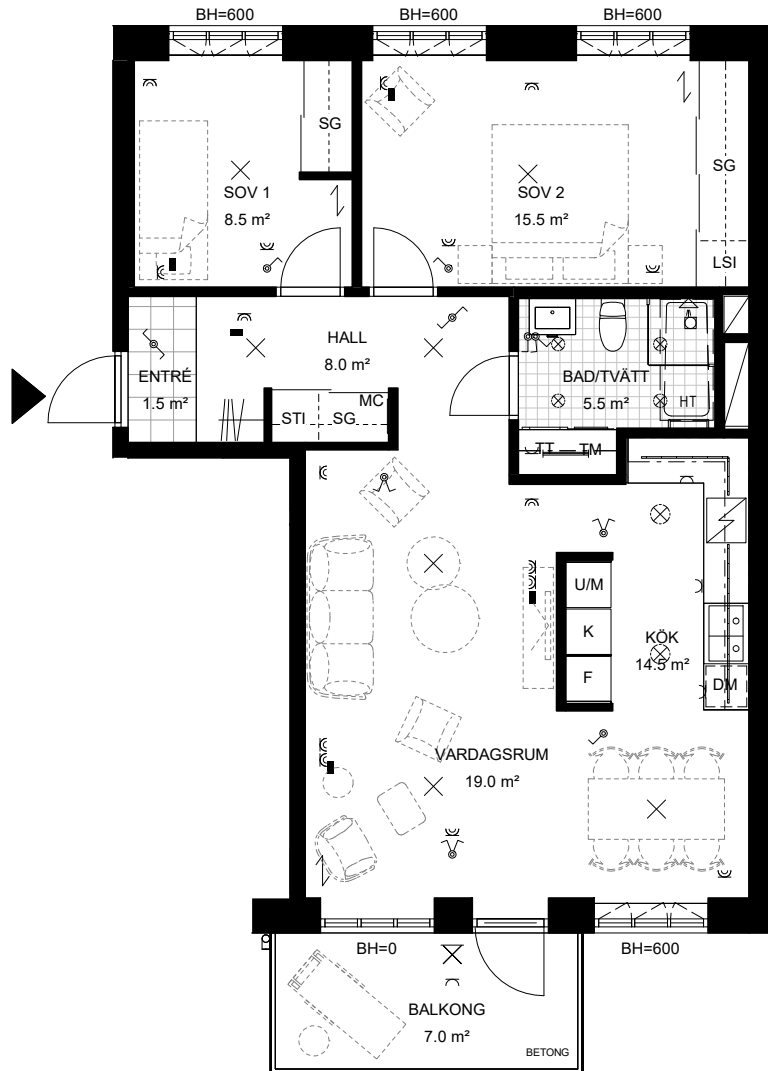 BH=600
BH=600
BH=600
SG
SOV 1
8.5 m²
SOV 2
15.5 m²
SG
LSI
HALL
8.0 m²
ENTRÉ
1.5 m²
MC
STI
SG
BAD/TVÄTT
5.5 m²
HT
TT
TM
U/M
K
F
KÖK
14.5 m²
DM
VARDAGSRUM
19.0 m²
BH=0
BH=600
BALKONG
7.0 m²
BETONG